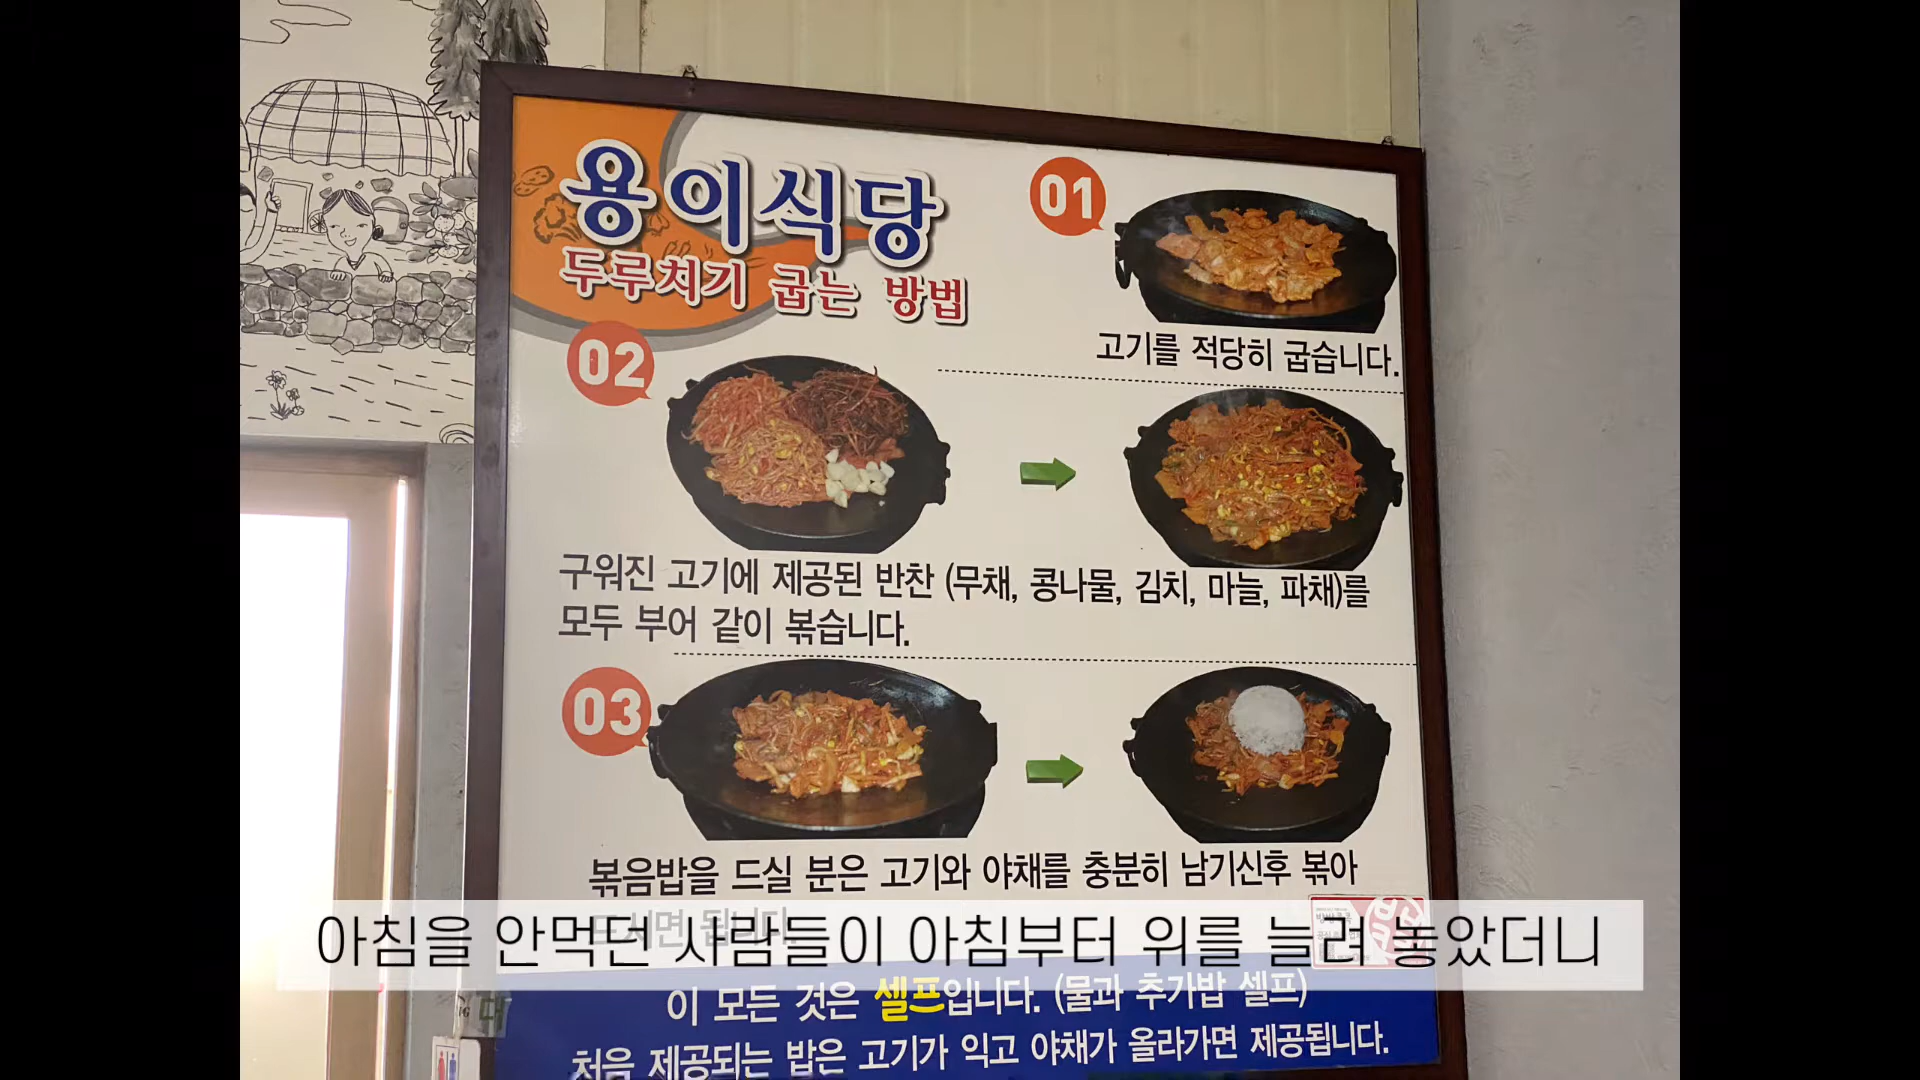 용이식당
두루치기 굽는 방법
01
고기를 적당히 굽습니다.
02
구워진 고기에 제공된 반찬 (무채, 콩나물, 김치, 마늘, 파채)를
모두 부어 같이 볶습니다.
03
볶음밥을 드실 분은 고기와 야채를 충분히 남기신후 볶아
드시면 됩니다.
아침을 안먹던 사람들이 아침부터 위를 늘려 놓았더니
이 모든 것은 셀프입니다. (물과 추가밥 셀프)
처음 제공되는 밥은 고기가 익고 야채가 올라가면 제공됩니다.